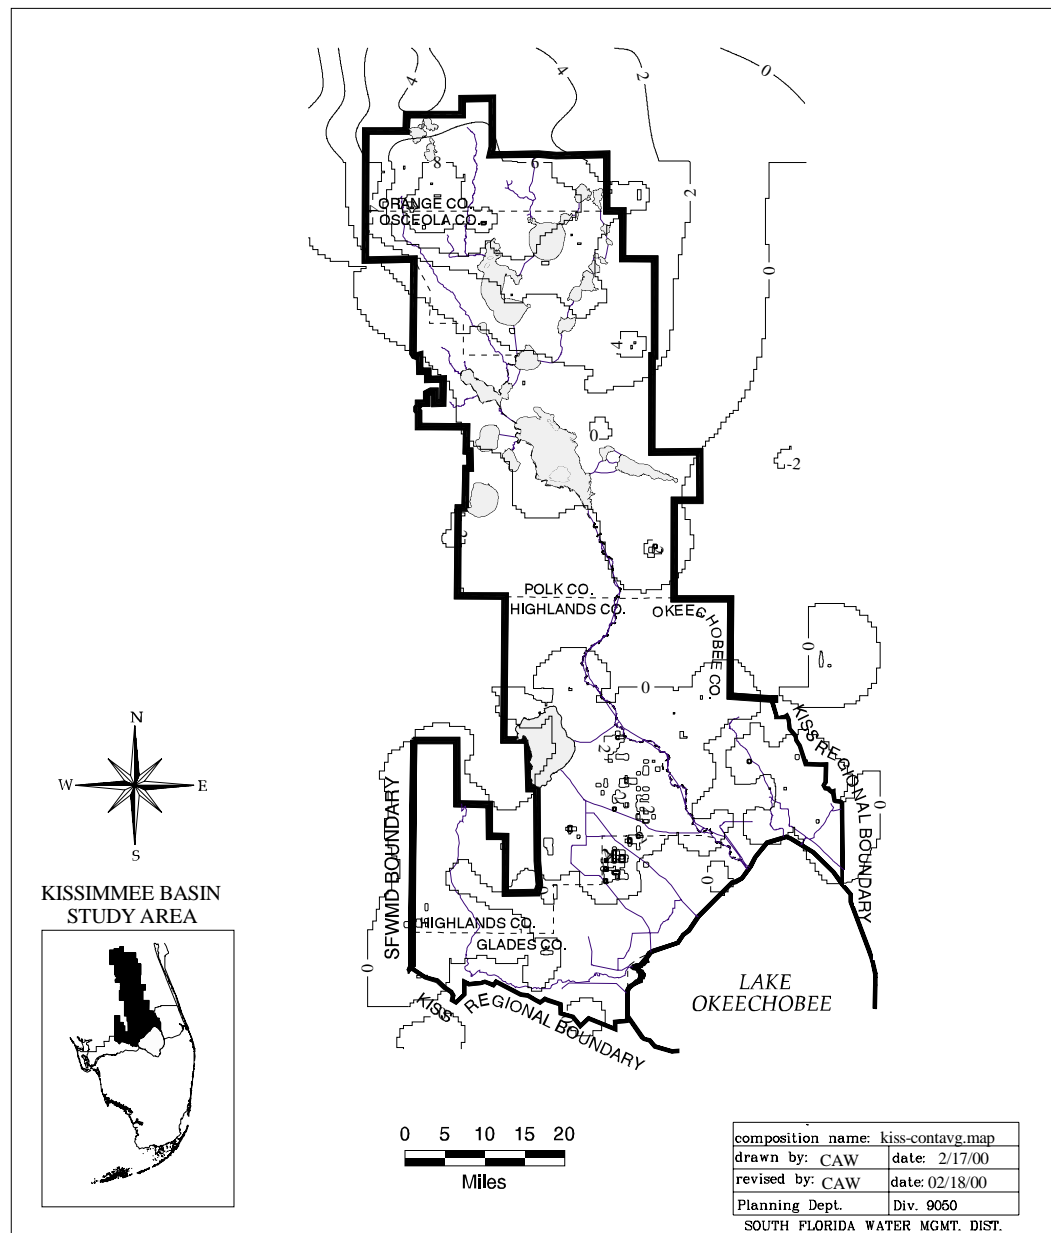 4
4
2
0
8
6
2
ORANGE CO.
OSCEOLA CO.
0
4
0
-2
2
POLK CO.
HIGHLANDS CO.
OKEECHOBEE CO.
0
0
KISS REGIONAL BOUNDARY
2
N
W
E
S
SFWMD BOUNDARY
0
0
KISSIMMEE BASIN
STUDY AREA
HIGHLANDS CO.
GLADES CO.
0
0
LAKE
OKEECHOBEE
KISS REGIONAL BOUNDARY
0 5 10 15 20
Miles
composition name: kiss-contavg.map
drawn by: CAW date: 2/17/00
revised by: CAW date: 02/18/00
Planning Dept. Div. 9050
SOUTH FLORIDA WATER MGMT. DIST.